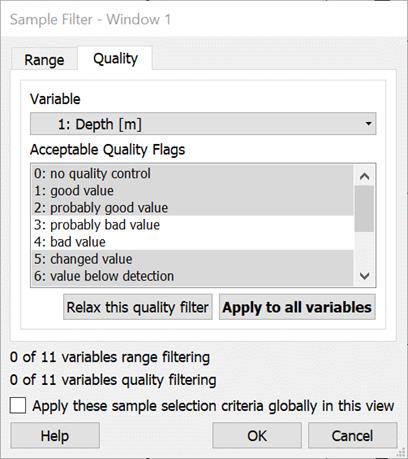 Sample Filter - Window 1
Range
Quality
Variable
1: Depth [m]
Acceptable Quality Flags
0: no quality control
1: good value
2: probably good value
3: probably bad value
4: bad value
5: changed value
6: value below detection
Relax this quality filter
Apply to all variables
0 of 11 variables range filtering
0 of 11 variables quality filtering
Apply these sample selection criteria globally in this view
Help
OK
Cancel